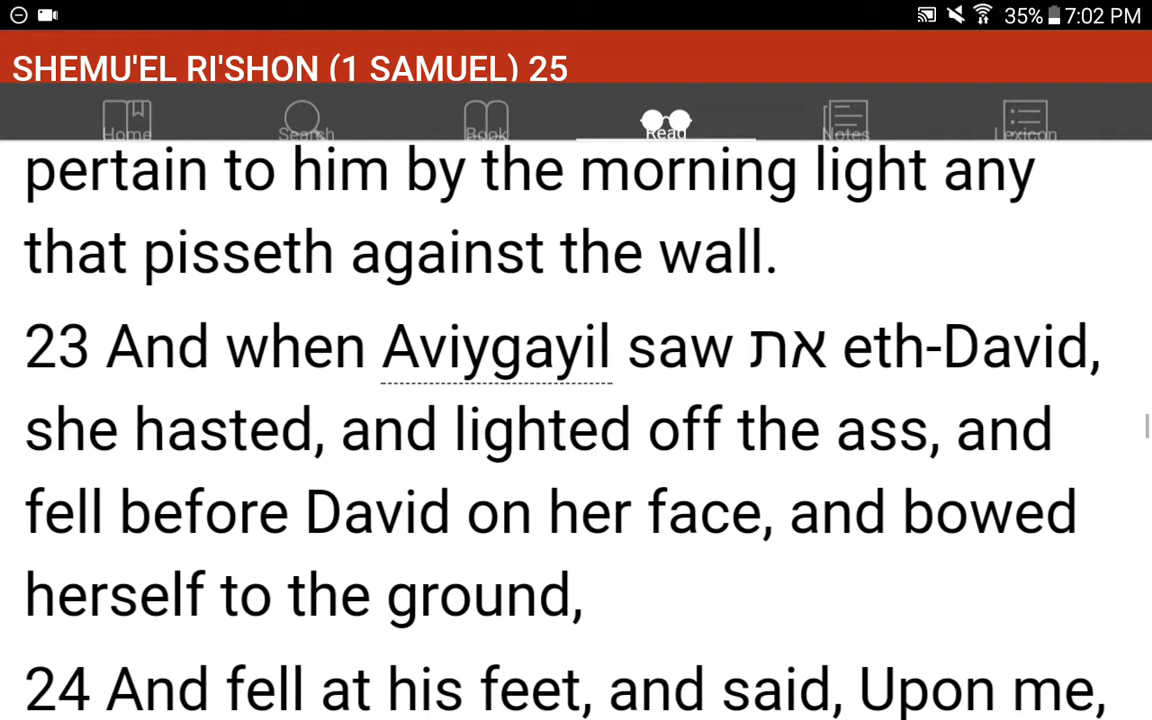 35% 7:02 PM
SHEMU'EL RI'SHON (1 SAMUEL) 25
Home Search Book Read Notes Lexicon
pertain to him by the morning light any
that pisseth against the wall.
23 And when Aviygayil saw את eth-David,
she hasted, and lighted off the ass, and
fell before David on her face, and bowed
herself to the ground,
24 And fell at his feet, and said, Upon me,